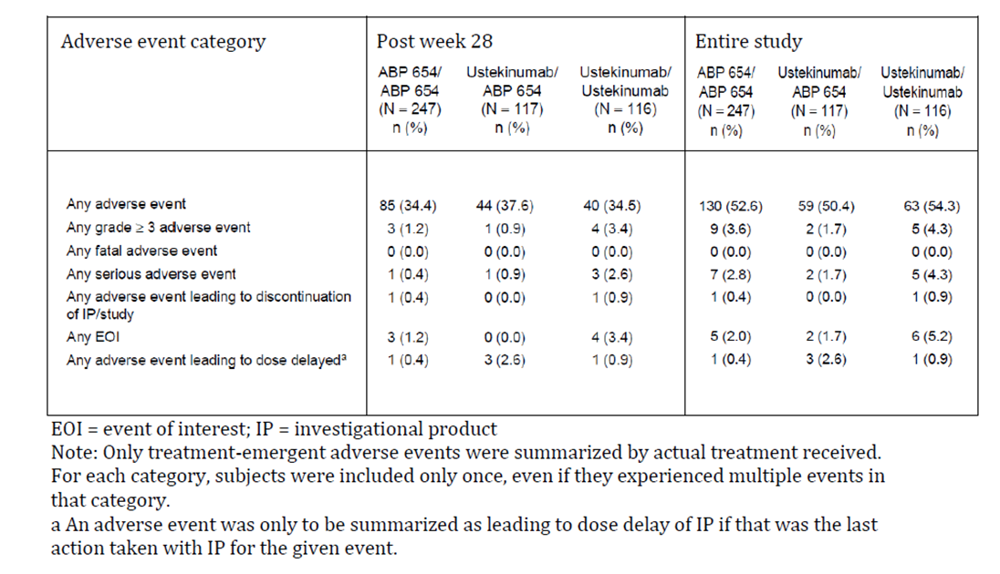 Adverse event category Post week 28 Entire study
ABP 654/ Ustekinumab/ Ustekinumab/ ABP 654/ Ustekinumab/ Ustekinumab/
ABP 654 ABP 654 Ustekinumab ABP 654 ABP 654 Ustekinumab
(N = 247) (N = 117) (N = 116) (N = 247) (N = 117) (N = 116)
n (%) n (%) n (%) n (%) n (%) n (%)
Any adverse event 85 (34.4) 44 (37.6) 40 (34.5) 130 (52.6) 59 (50.4) 63 (54.3)
Any grade ≥ 3 adverse event 3 (1.2) 1 (0.9) 4 (3.4) 9 (3.6) 2 (1.7) 5 (4.3)
Any fatal adverse event 0 (0.0) 0 (0.0) 0 (0.0) 0 (0.0) 0 (0.0) 0 (0.0)
Any serious adverse event 1 (0.4) 1 (0.9) 3 (2.6) 7 (2.8) 2 (1.7) 5 (4.3)
Any adverse event leading to discontinuation 1 (0.4) 0 (0.0) 1 (0.9) 1 (0.4) 0 (0.0) 1 (0.9)
of IP/study
Any EOI 3 (1.2) 0 (0.0) 4 (3.4) 5 (2.0) 2 (1.7) 6 (5.2)
Any adverse event leading to dose delayedᵃ 1 (0.4) 3 (2.6) 1 (0.9) 1 (0.4) 3 (2.6) 1 (0.9)
EOI = event of interest; IP = investigational product
Note: Only treatment-emergent adverse events were summarized by actual treatment received.
For each category, subjects were included only once, even if they experienced multiple events in
that category.
a An adverse event was only to be summarized as leading to dose delay of IP if that was the last
action taken with IP for the given event.